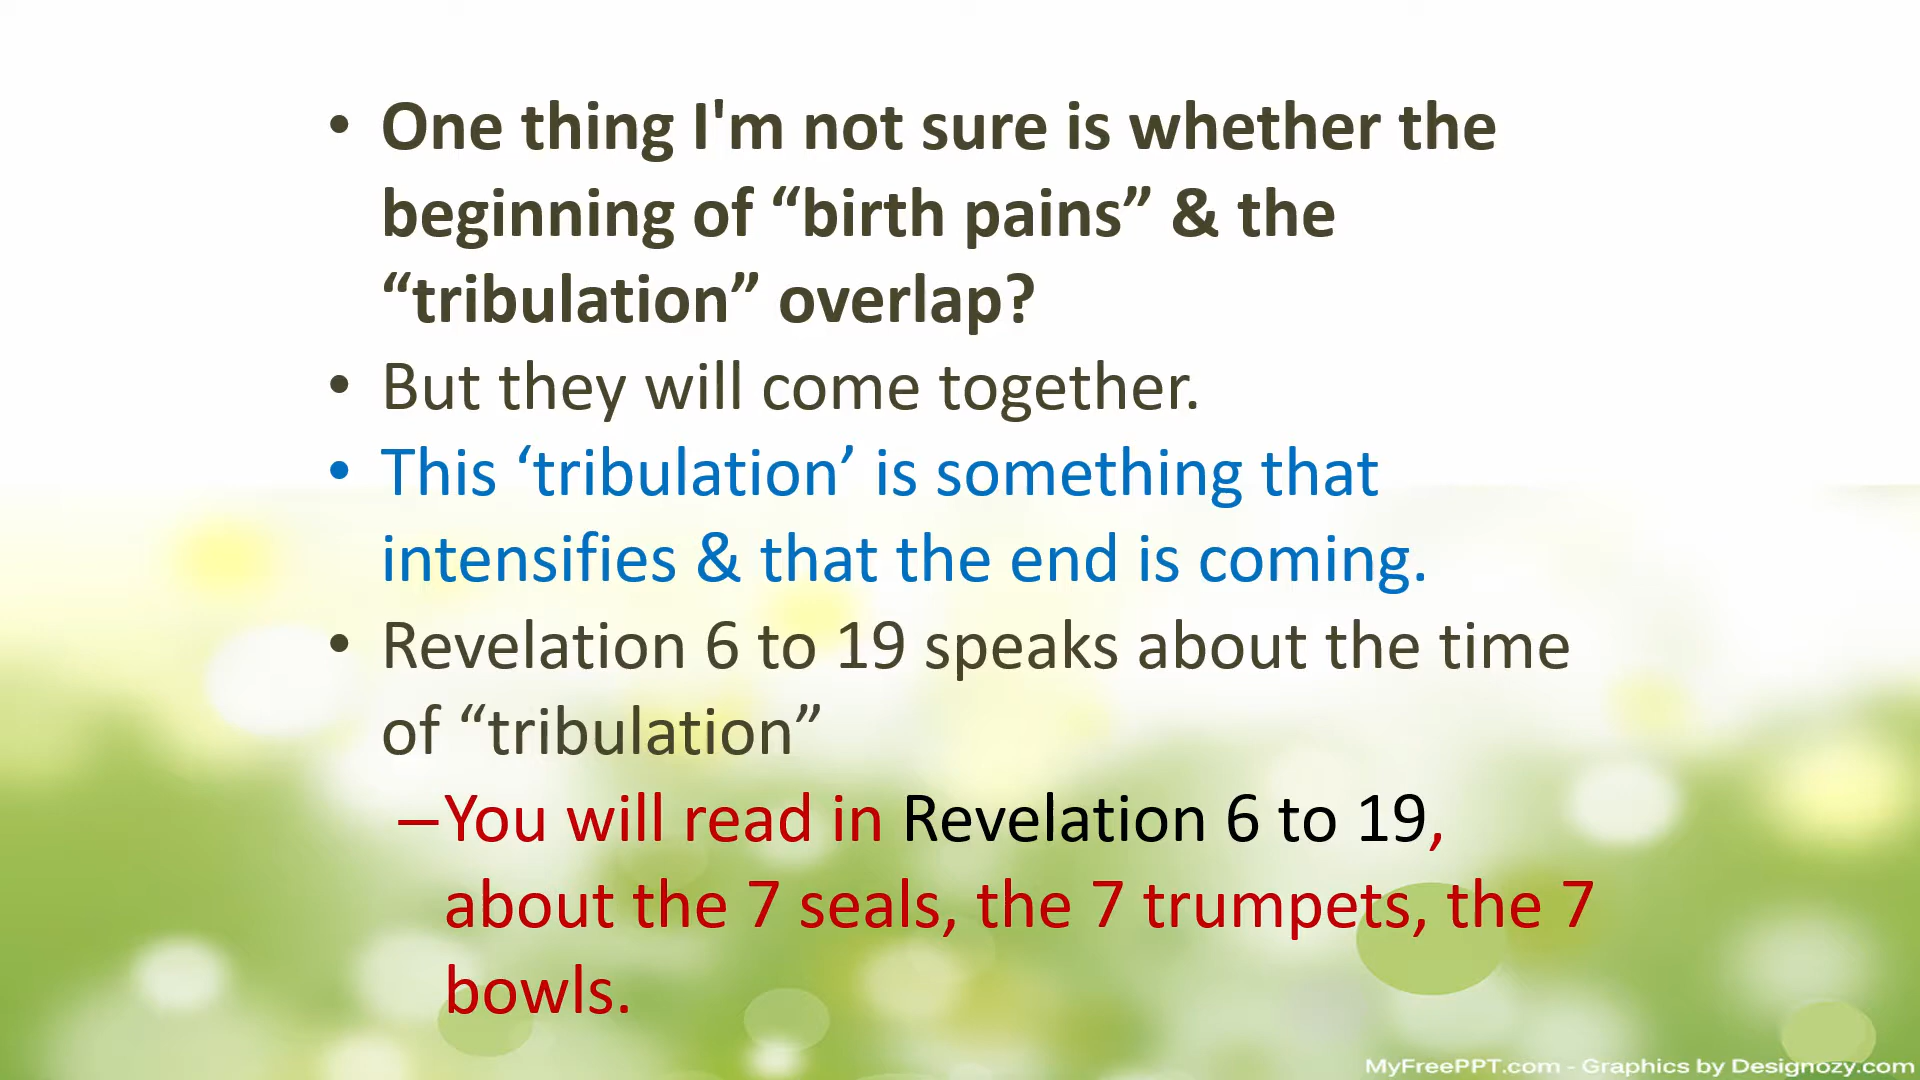 • One thing I'm not sure is whether the
beginning of “birth pains” & the
“tribulation” overlap?
• But they will come together.
• This ‘tribulation’ is something that
intensifies & that the end is coming.
• Revelation 6 to 19 speaks about the time
of “tribulation”
–You will read in Revelation 6 to 19,
about the 7 seals, the 7 trumpets, the 7
bowls.
MyFreePPT.com - Graphics by Designozy.com